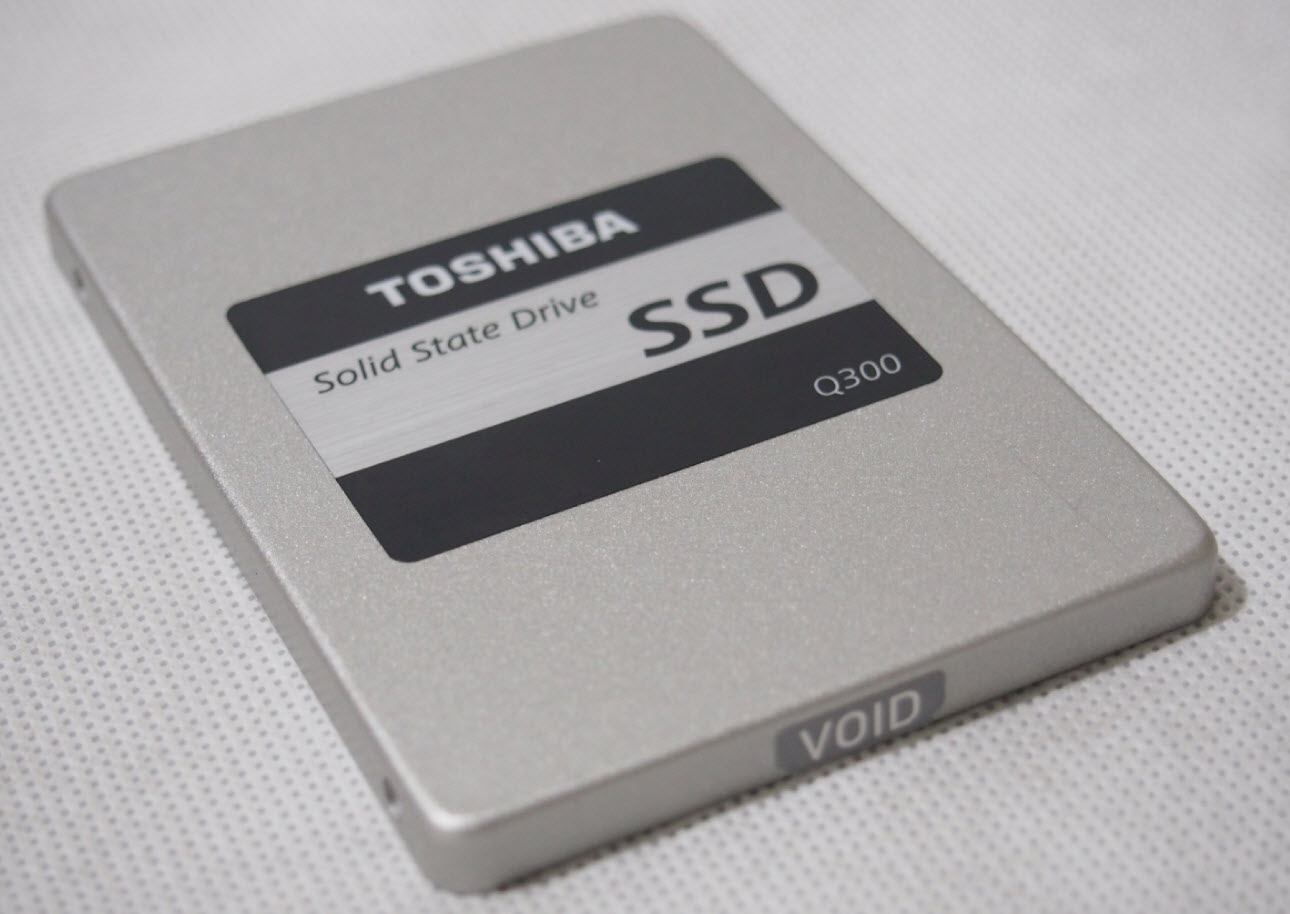 TOSHIBA
Solid State Drive
SSD
Q300
VOID